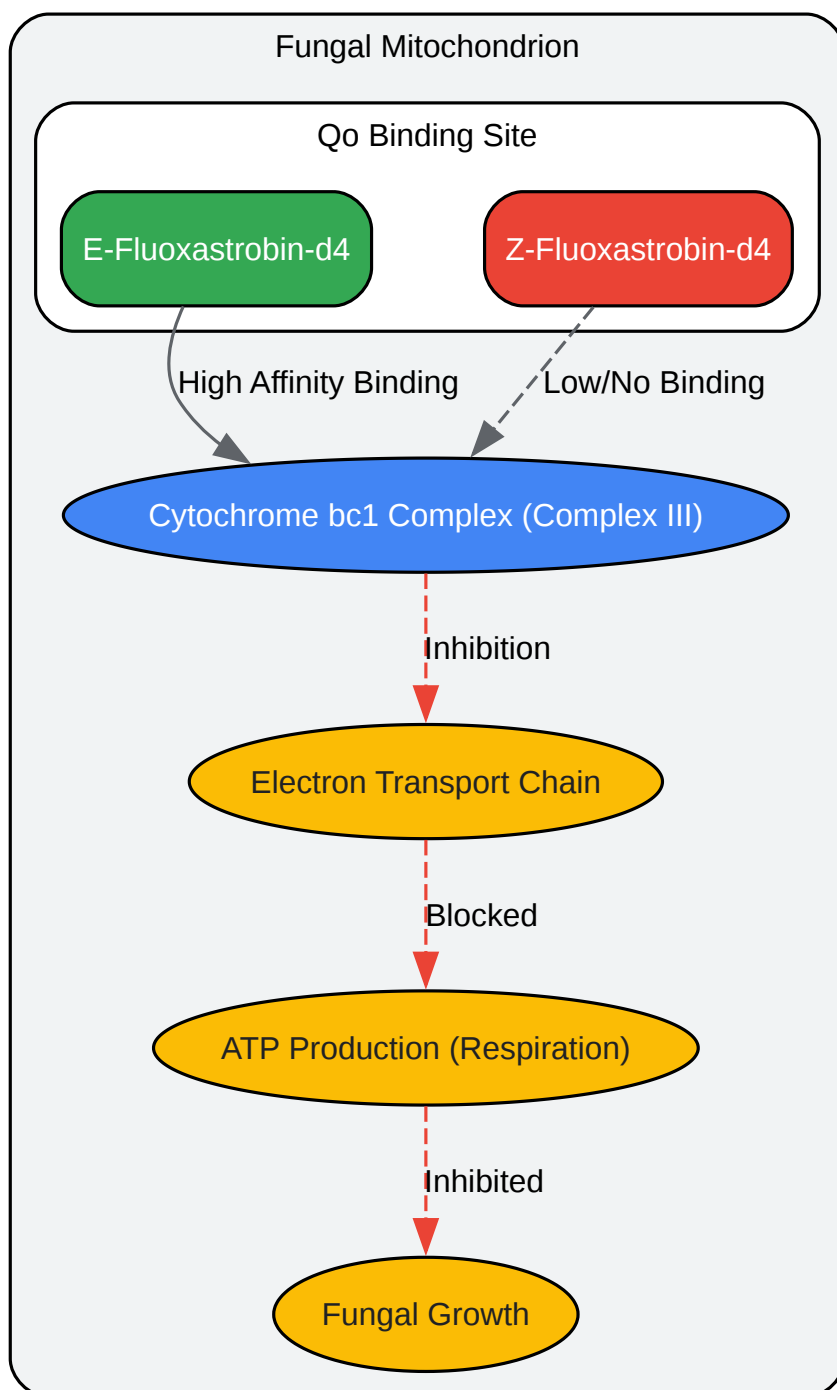 Fungal Mitochondrion
Qo Binding Site
E-Fluoxastrobin-d4
Z-Fluoxastrobin-d4
High Affinity Binding
Low/No Binding
Cytochrome bc1 Complex (Complex III)
Inhibition
Electron Transport Chain
Blocked
ATP Production (Respiration)
Inhibited
Fungal Growth